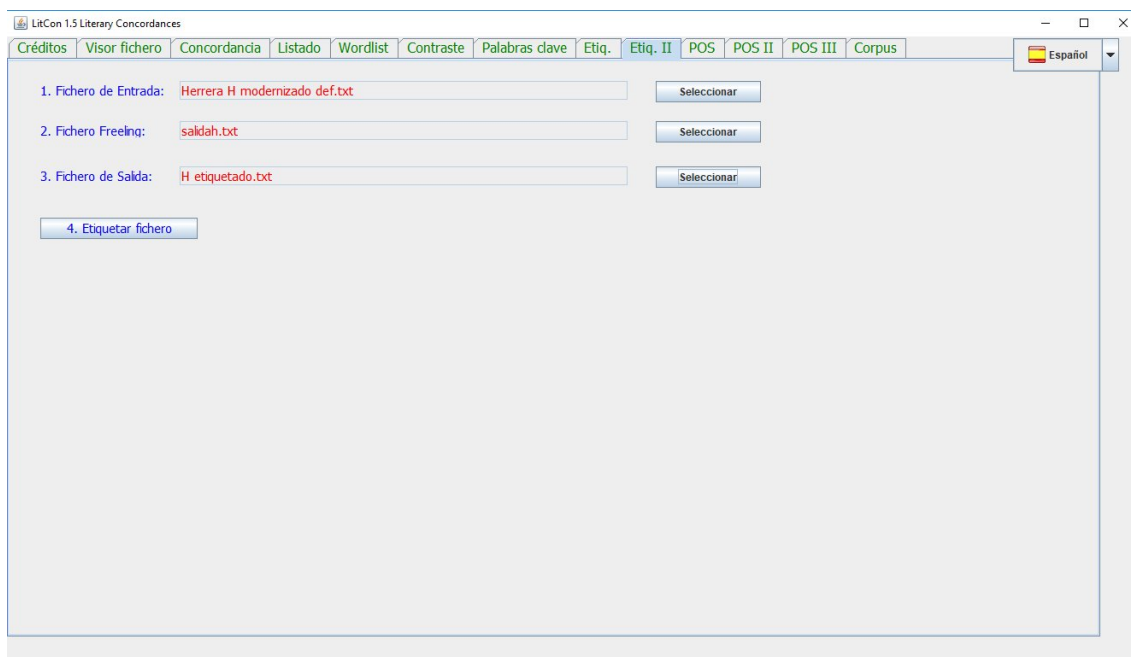 LitCon 1.5 Literary Concordances
Créditos Visor fichero Concordancia Listado Wordlist Contraste Palabras clave Etiq. Etiq. II POS POS II POS III Corpus Español
1. Fichero de Entrada: Herrera H modernizado def.txt Seleccionar
2. Fichero Freeling: salidah.txt Seleccionar
3. Fichero de Salida: H etiquetado.txt Seleccionar
4. Etiquetar fichero